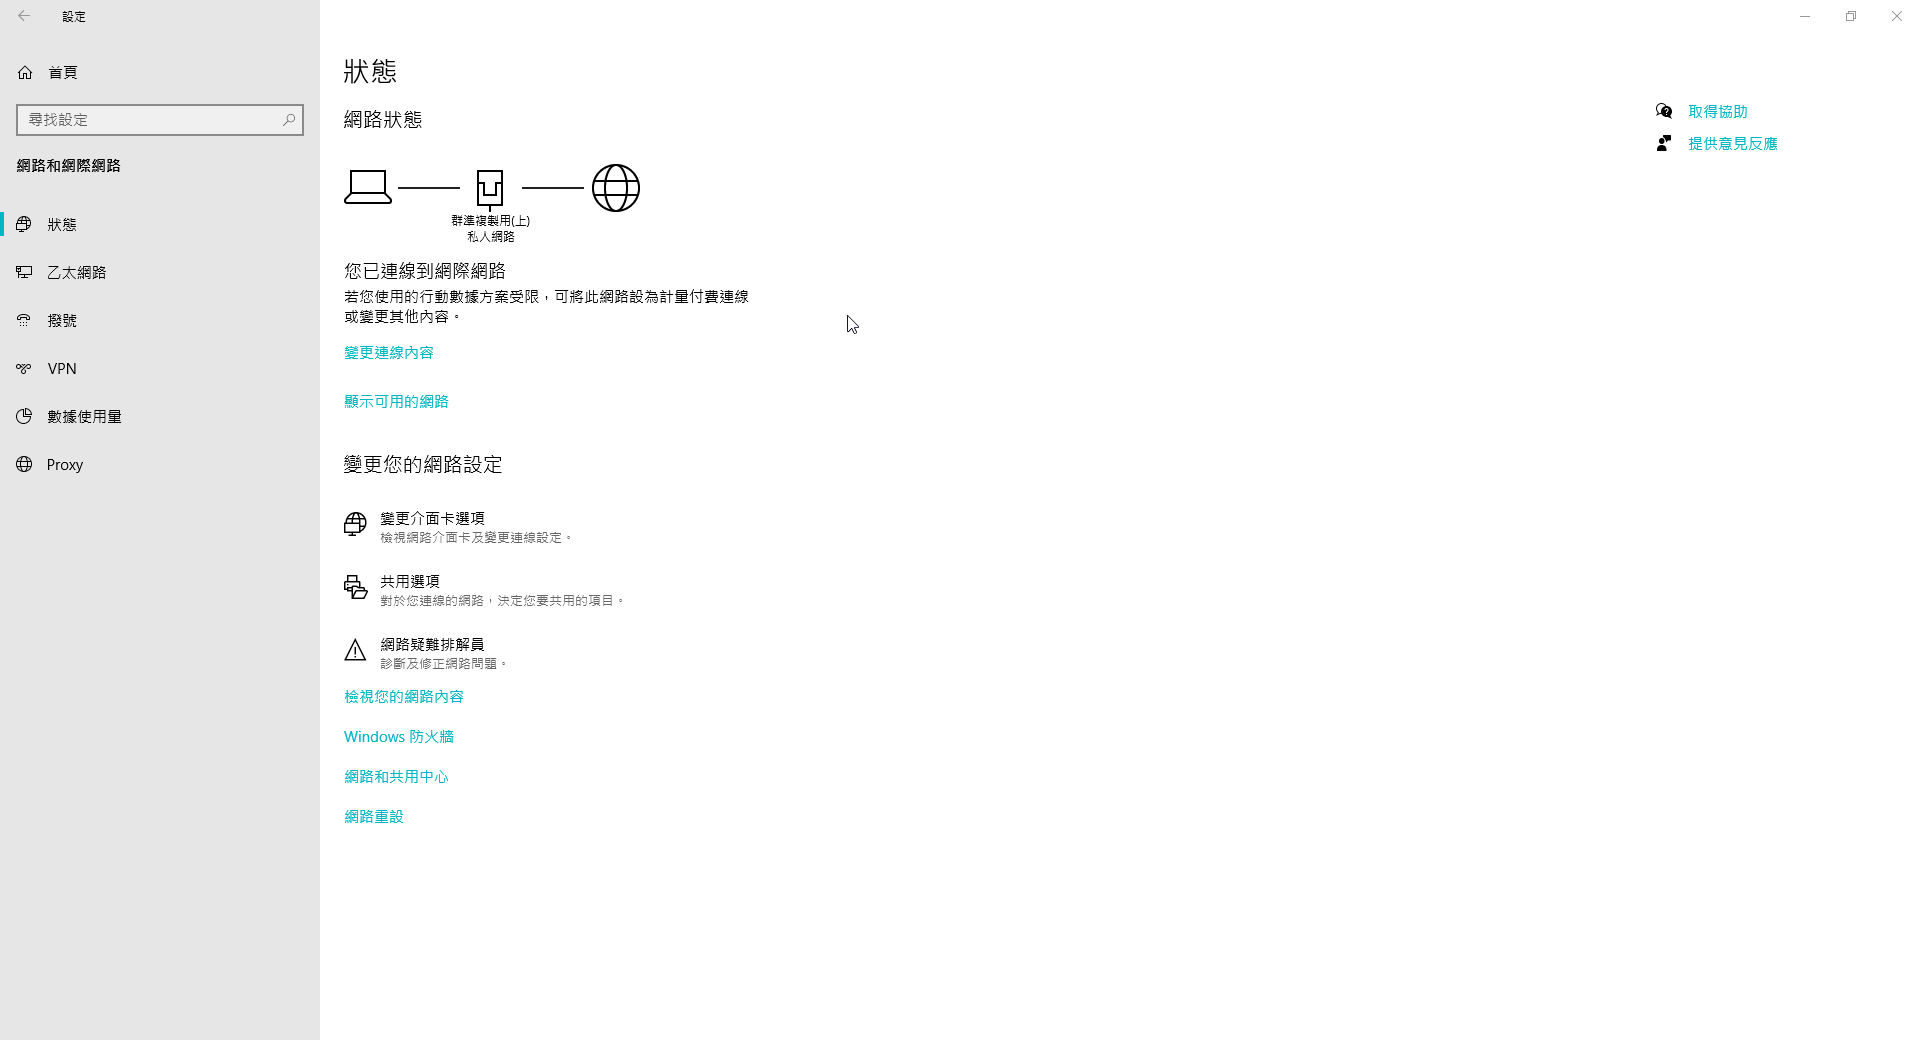 設定
首頁
尋找設定
網路和網際網路
狀態
乙太網路
撥號
VPN
數據使用量
Proxy
狀態
網路狀態
群準複製用(上)
私人網路
您已連線到網際網路
若您使用的行動數據方案受限，可將此網路設為計量付費連線
或變更其他內容。
變更連線內容
顯示可用的網路
變更您的網路設定
變更介面卡選項
檢視網路介面卡及變更連線設定。
共用選項
對於您連線的網路，決定您要共用的項目。
網路疑難排解員
診斷及修正網路問題。
檢視您的網路內容
Windows 防火牆
網路和共用中心
網路重設
取得協助
提供意見反應